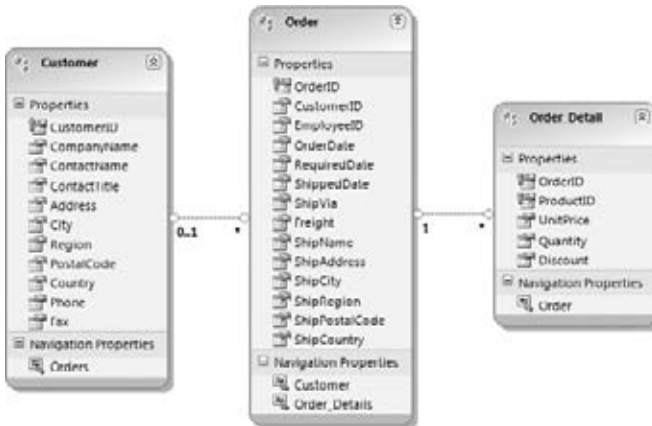 Customer
Properties
CustomerID
CompanyName
ContactName
ContactTitle
Address
City
Region
PostalCode
Country
Phone
Fax
Navigation Properties
Orders
0..1
*
Order
Properties
OrderID
CustomerID
EmployeeID
OrderDate
RequiredDate
ShippedDate
ShipVia
Freight
ShipName
ShipAddress
ShipCity
ShipRegion
ShipPostalCode
ShipCountry
Navigation Properties
Customer
Order_Details
1
*
Order_Detail
Properties
OrderID
ProductID
UnitPrice
Quantity
Discount
Navigation Properties
Order